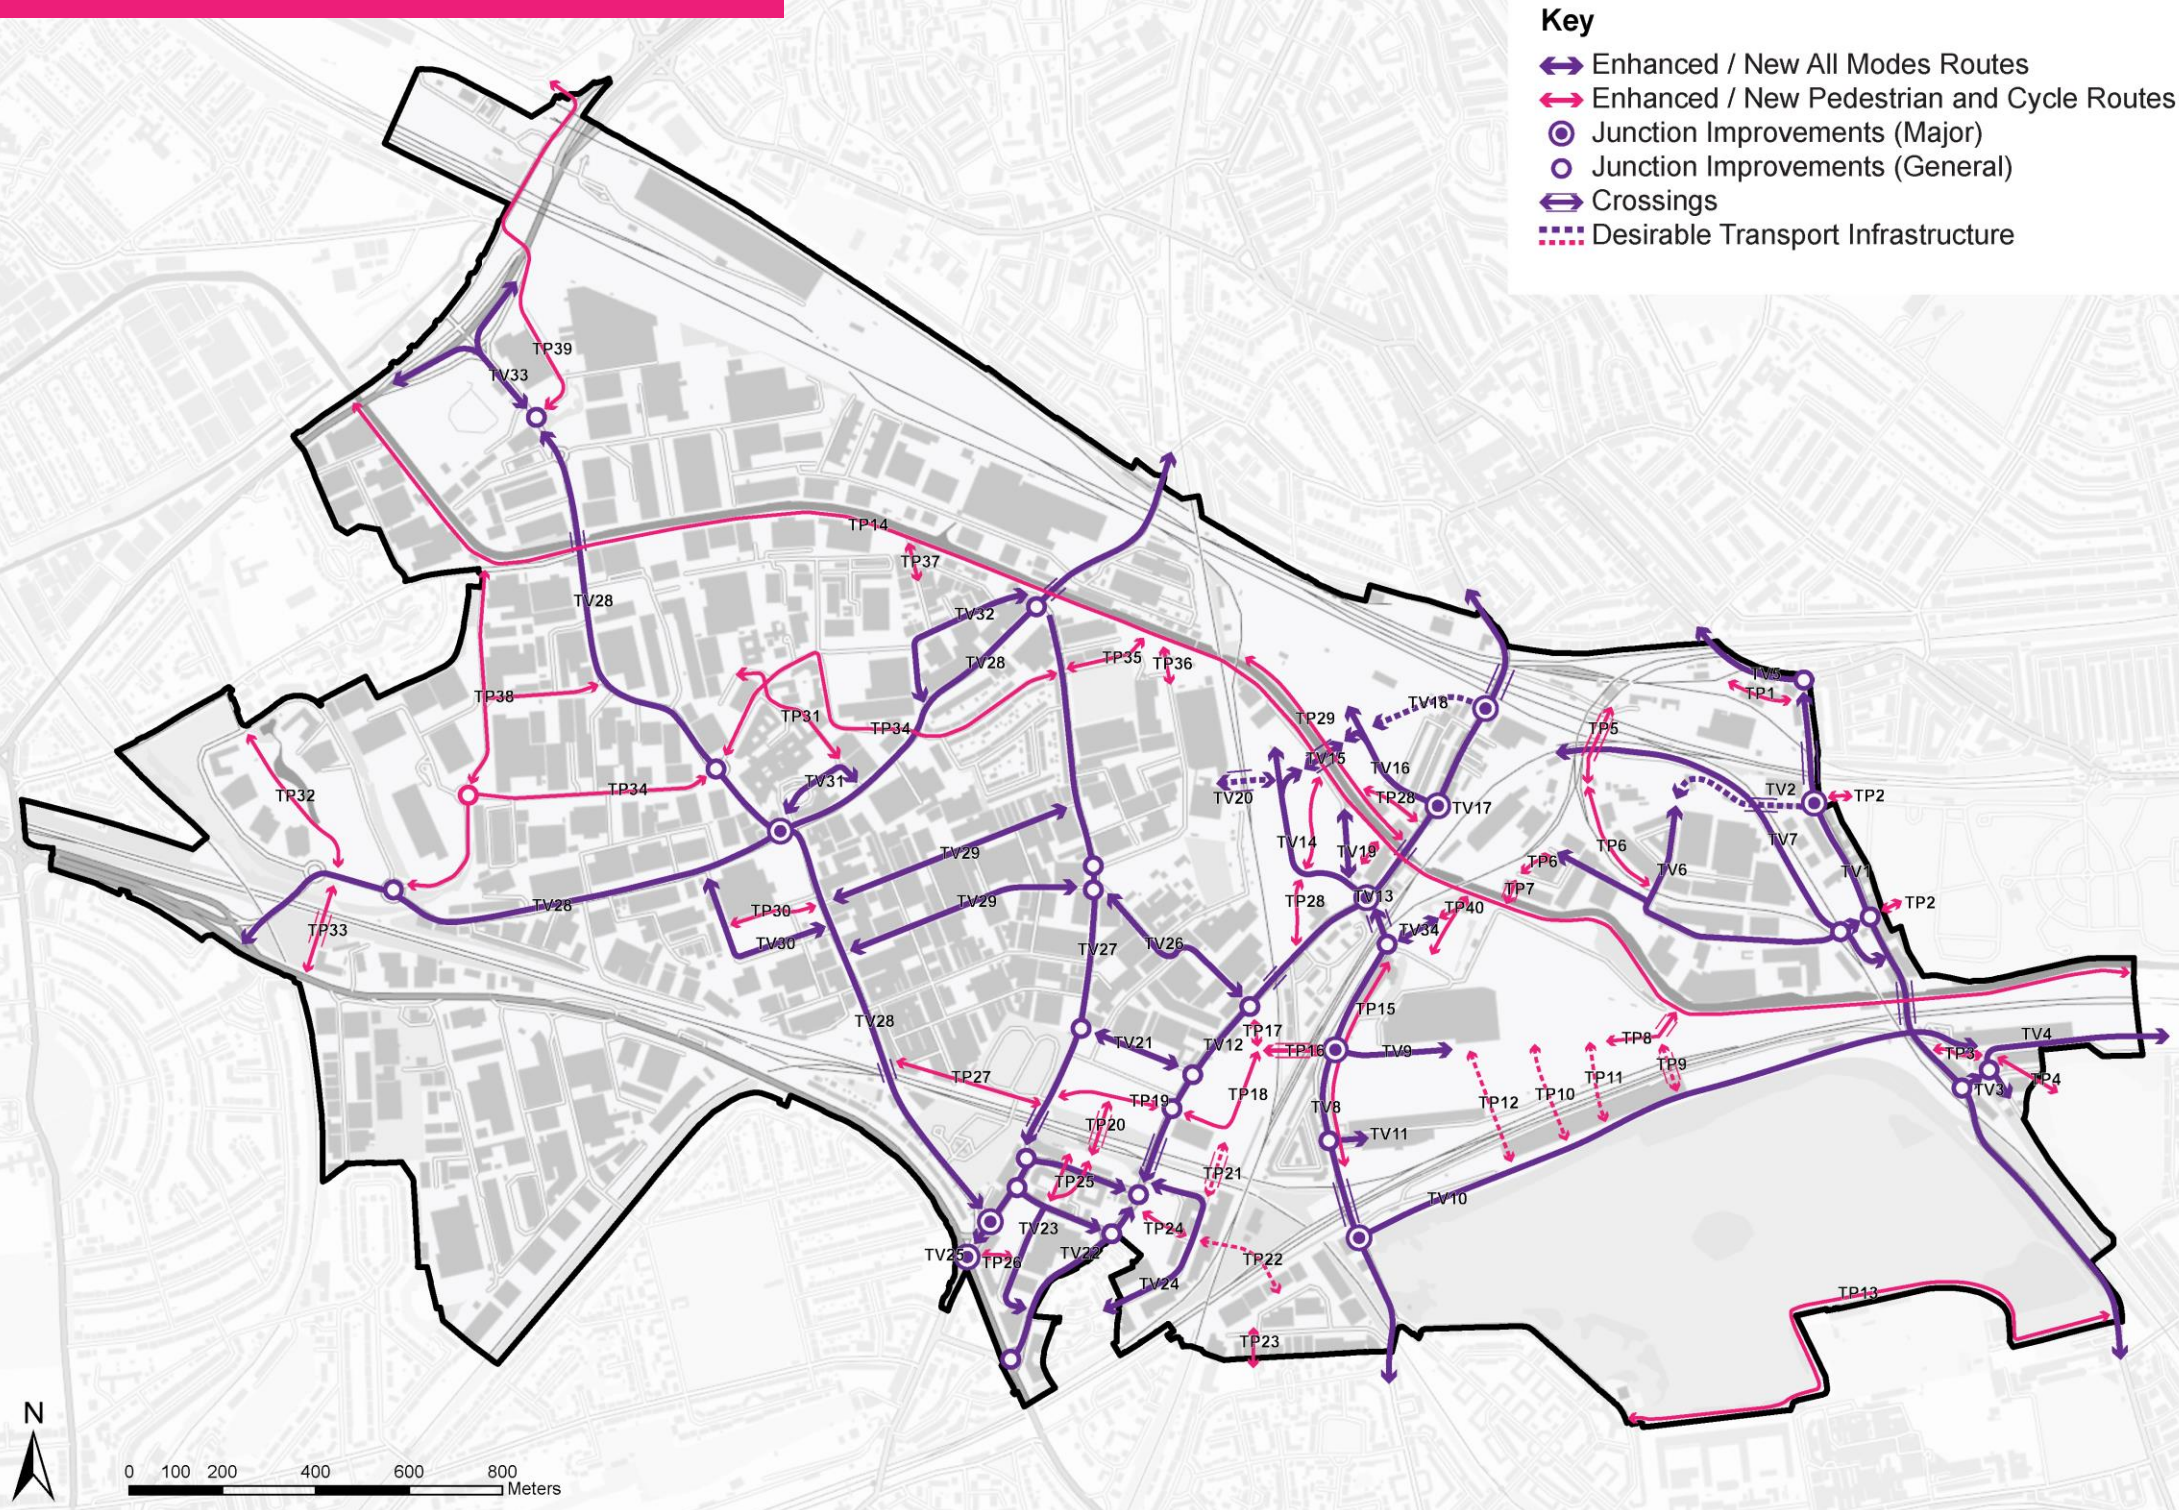 Key
Enhanced / New All Modes Routes
Enhanced / New Pedestrian and Cycle Routes
Junction Improvements (Major)
Junction Improvements (General)
Crossings
Desirable Transport Infrastructure
TP39
TV33
TP14
TP37
TV28
TV32
TV28
TP35
TP36
TV5
TP1
TP38
TV18
TP31
TP34
TP29
TP5
TV15
TV16
TV31
TP34
TP32
TV20
TP28
TV17
TV2
TP2
TV14
TV19
TP6
TV7
TV29
TP6
TV6
TV1
TP7
TV28
TP30
TV29
TP28
TV13
TP40
TP2
TP33
TV30
TV27
TV26
TV34
TV28
TP15
TP17
TV21
TV12
TP16
TV9
TP8
TV4
TP3
TP9
TP27
TP11
TP4
TV3
TP19
TP18
TV8
TP12
TP10
TP20
TV11
TP21
TP25
TV10
TV23
TP24
TV25
TP26
TV22
TP22
TV24
TP13
TP23
N
0 100 200 400 600 800
Meters